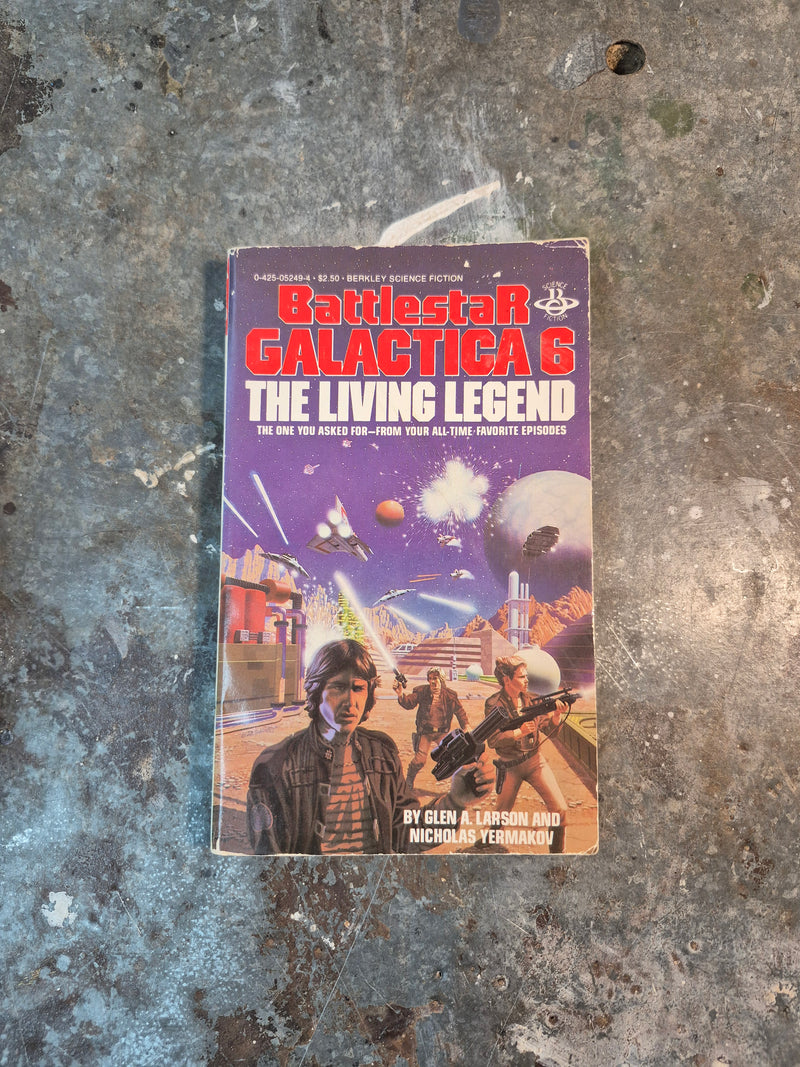 0-425-05249-4 • $2.50 • BERKLEY SCIENCE FICTION
SCIENCE
B
FICTION
BattlestaR
GALACTICA 6
THE LIVING LEGEND
THE ONE YOU ASKED FOR—FROM YOUR ALL-TIME FAVORITE EPISODES
BY GLEN A. LARSON AND
NICHOLAS YERMAKOV